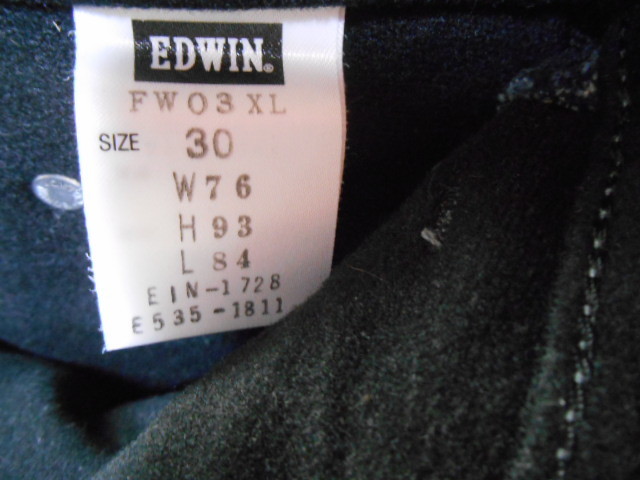 EDWIN®
FW03XL
SIZE 30
W76
H93
L84
EIN-1728
E535-1811